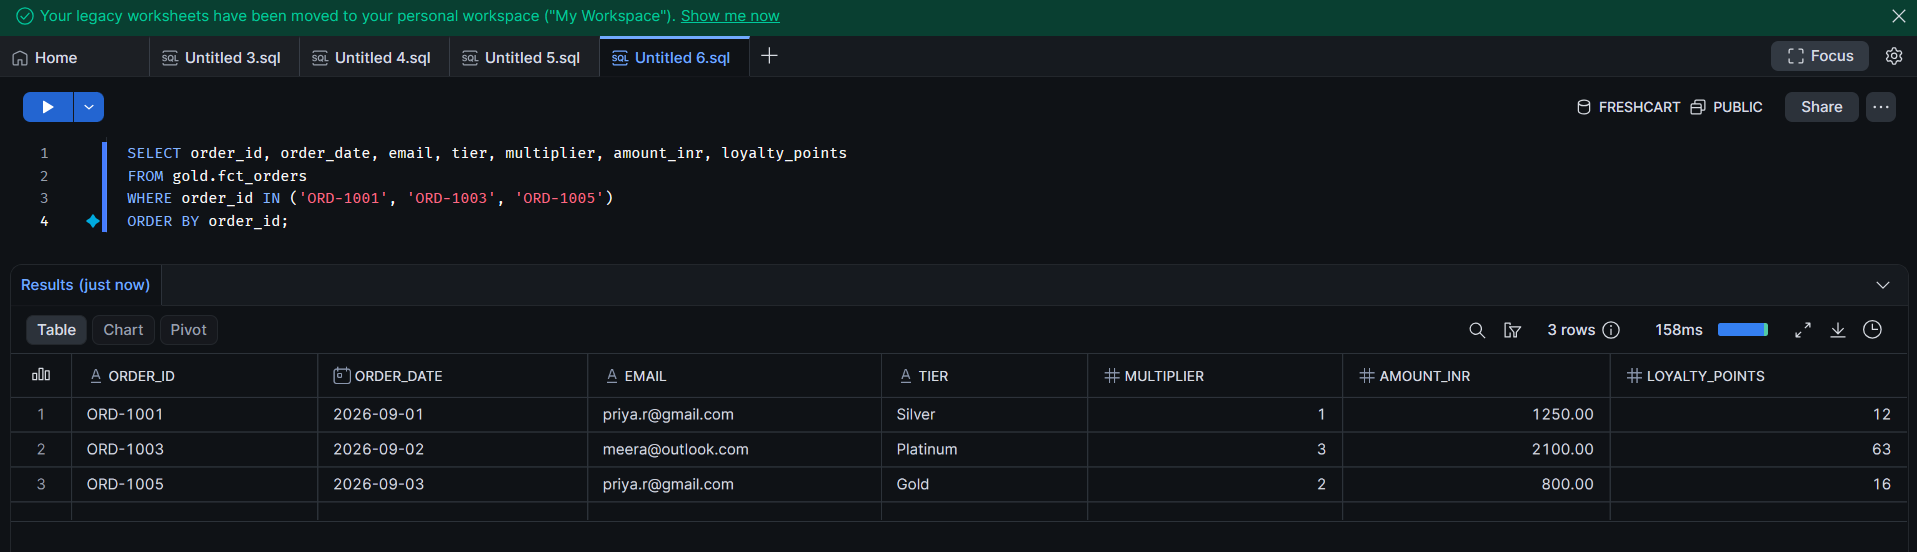 Your legacy worksheets have been moved to your personal workspace ("My Workspace"). Show me now
Home Untitled 3.sql Untitled 4.sql Untitled 5.sql Untitled 6.sql Focus
FRESHCART PUBLIC Share
1 SELECT order_id, order_date, email, tier, multiplier, amount_inr, loyalty_points
2 FROM gold.fct_orders
3 WHERE order_id IN ('ORD-1001', 'ORD-1003', 'ORD-1005')
4 ORDER BY order_id;
Results (just now)
Table Chart Pivot 3 rows 158ms
ORDER_ID ORDER_DATE EMAIL TIER MULTIPLIER AMOUNT_INR LOYALTY_POINTS
1 ORD-1001 2026-09-01 priya.r@gmail.com Silver 1 1250.00 12
2 ORD-1003 2026-09-02 meera@outlook.com Platinum 3 2100.00 63
3 ORD-1005 2026-09-03 priya.r@gmail.com Gold 2 800.00 16